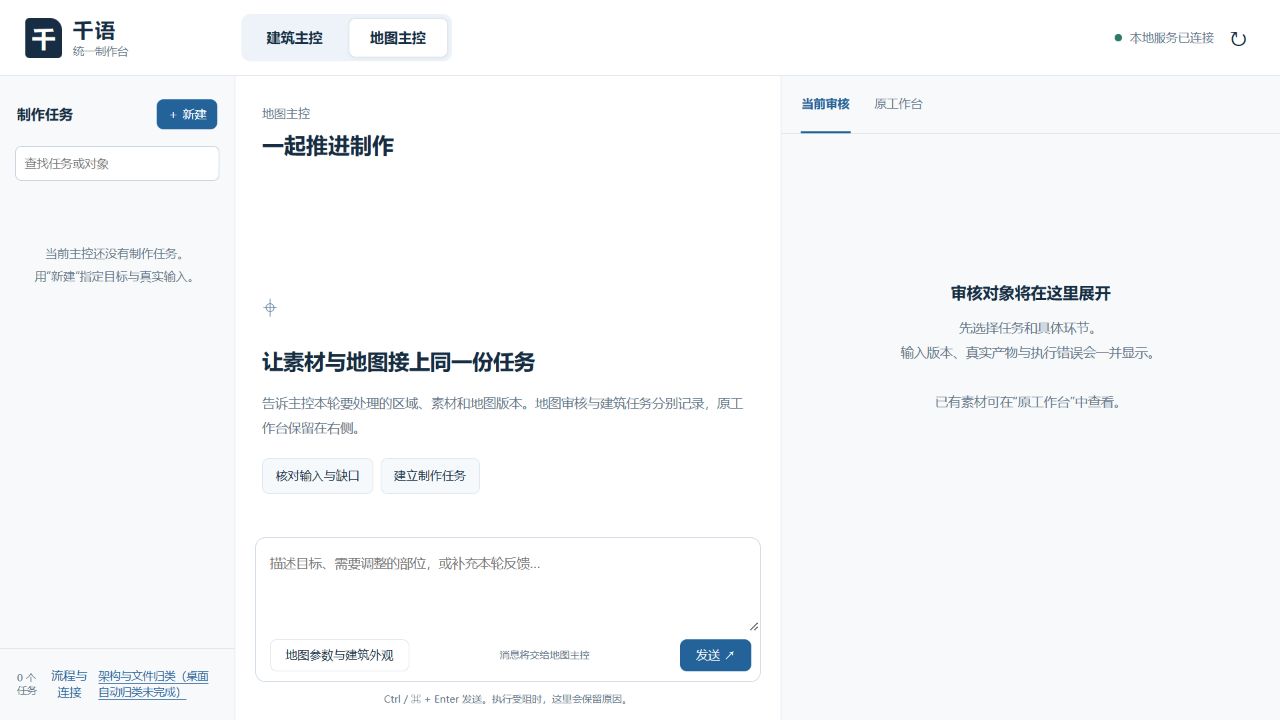 千
千语
统一制作台
建筑主控
地图主控
本地服务已连接
制作任务
+ 新建
查找任务或对象
当前主控还没有制作任务。
用“新建”指定目标与真实输入。
0 个
任务
流程与
连接
架构与文件归类（桌面
自动归类未完成）
地图主控
一起推进制作
让素材与地图接上同一份任务
告诉主控本轮要处理的区域、素材和地图版本。地图审核与建筑任务分别记录，原工
作台保留在右侧。
核对输入与缺口
建立制作任务
描述目标、需要调整的部位，或补充本轮反馈...
地图参数与建筑外观
消息将交给地图主控
发送 ↗
Ctrl / ⌘ + Enter 发送。执行受阻时，这里会保留原因。
当前审核
原工作台
审核对象将在这里展开
先选择任务和具体环节。
输入版本、真实产物与执行错误会一并显示。
已有素材可在“原工作台”中查看。